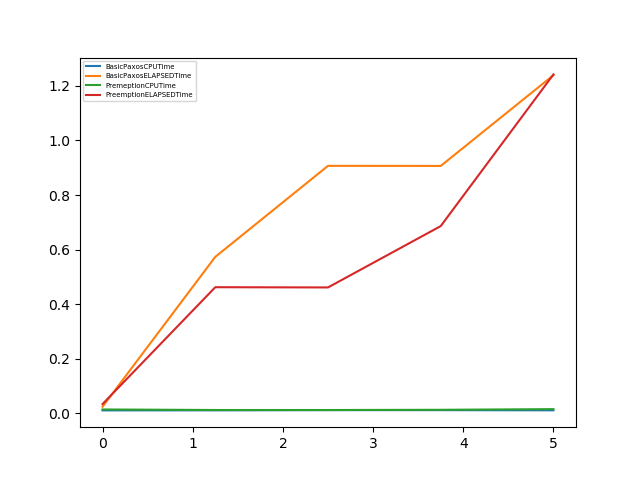 BasicPaxosCPUTime
BasicPaxosELAPSEDTime
PremeptionCPUTime
PreemptionELAPSEDTime
1.2
1.0
0.8
0.6
0.4
0.2
0.0
0 1 2 3 4 5